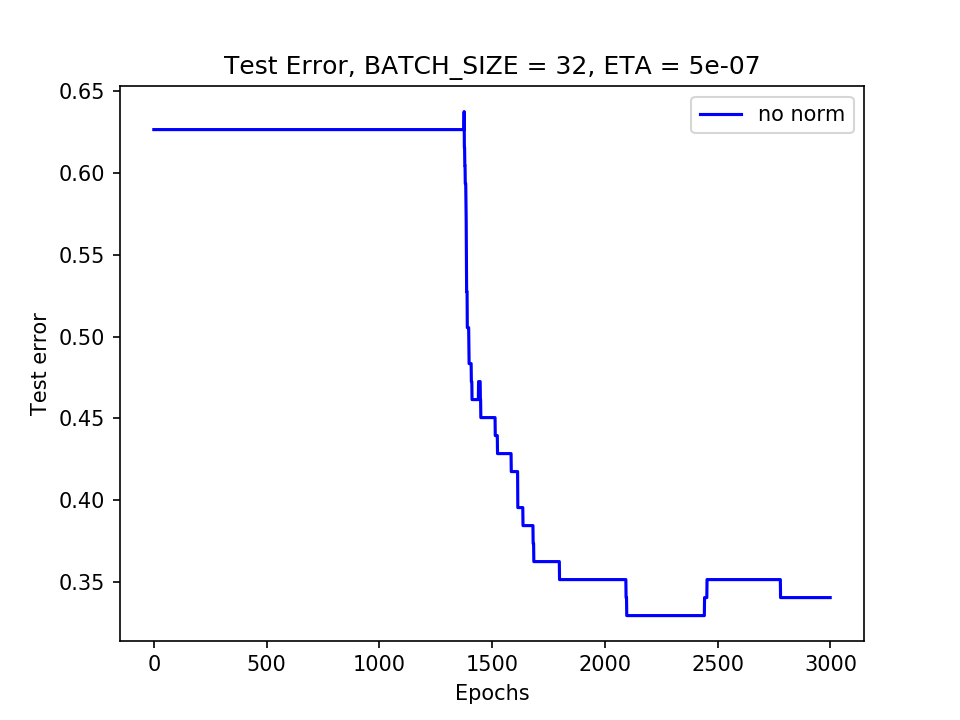 Test Error, BATCH_SIZE = 32, ETA = 5e-07
no norm
0.65
0.60
0.55
0.50
0.45
0.40
0.35
Test error
0 500 1000 1500 2000 2500 3000
Epochs